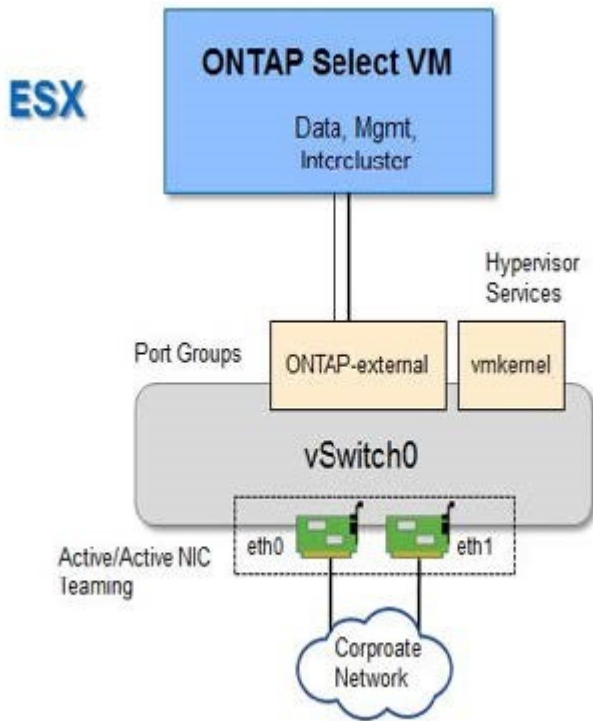 ESX
ONTAP Select VM
Data, Mgmt,
Intercluster
Hypervisor
Services
Port Groups
ONTAP-external
vmkernel
vSwitch0
eth0
eth1
Active/Active NIC
Teaming
Corproate
Network